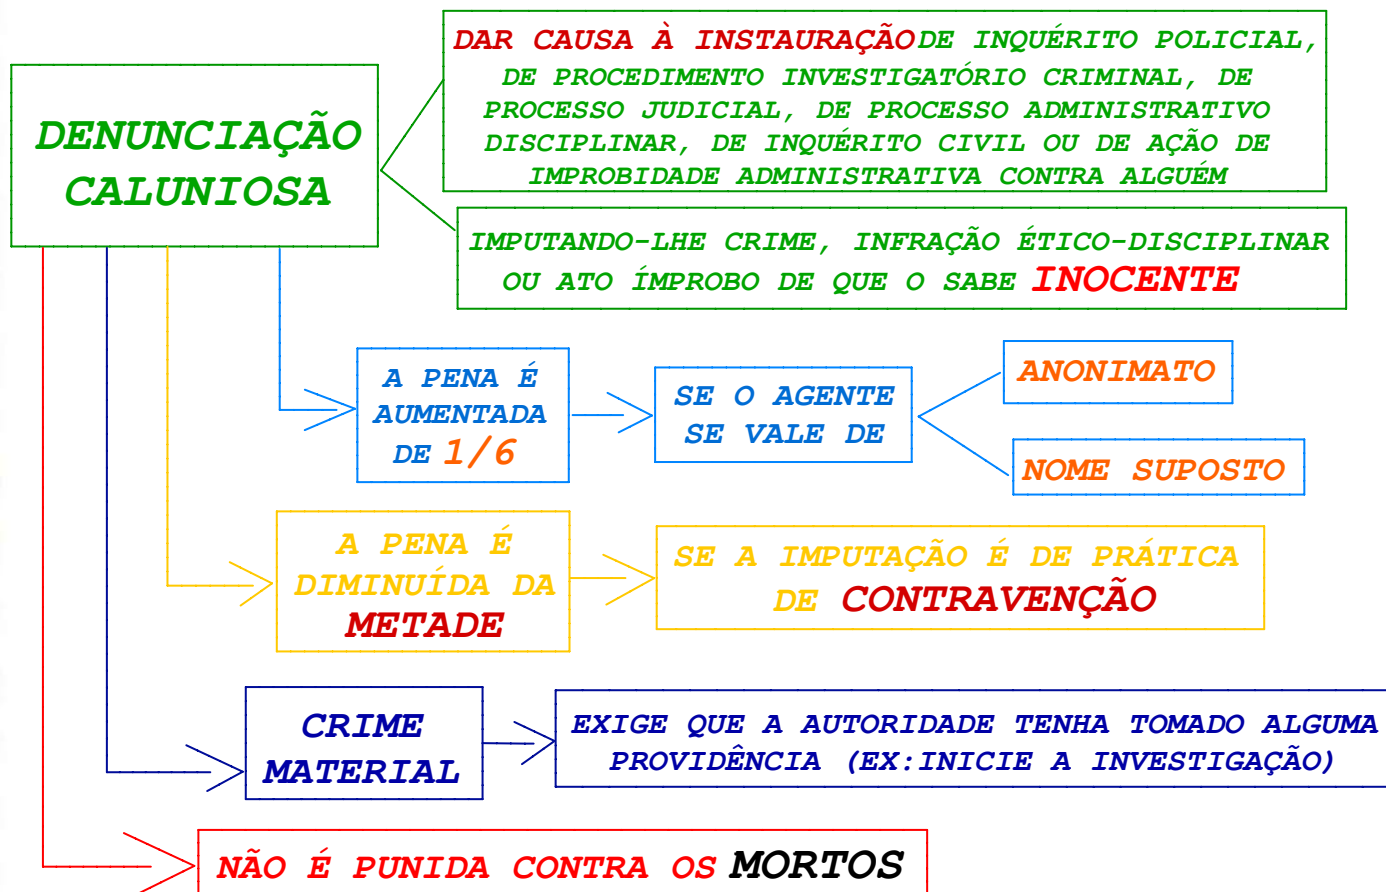 DENUNCIAÇÃO
CALUNIOSA
DAR CAUSA À INSTAURAÇÃO DE INQUÉRITO POLICIAL,
DE PROCEDIMENTO INVESTIGATÓRIO CRIMINAL, DE
PROCESSO JUDICIAL, DE PROCESSO ADMINISTRATIVO
DISCIPLINAR, DE INQUÉRITO CIVIL OU DE AÇÃO DE
IMPROBIDADE ADMINISTRATIVA CONTRA ALGUÉM
IMPUTANDO-LHE CRIME, INFRAÇÃO ÉTICO-DISCIPLINAR
OU ATO ÍMPROBO DE QUE O SABE INOCENTE
A PENA É
AUMENTADA
DE 1/6
SE O AGENTE
SE VALE DE
ANONIMATO
NOME SUPOSTO
A PENA É
DIMINUÍDA DA
METADE
SE A IMPUTAÇÃO É DE PRÁTICA
DE CONTRAVENÇÃO
CRIME
MATERIAL
EXIGE QUE A AUTORIDADE TENHA TOMADO ALGUMA
PROVIDÊNCIA (EX:INICIE A INVESTIGAÇÃO)
NÃO É PUNIDA CONTRA OS MORTOS